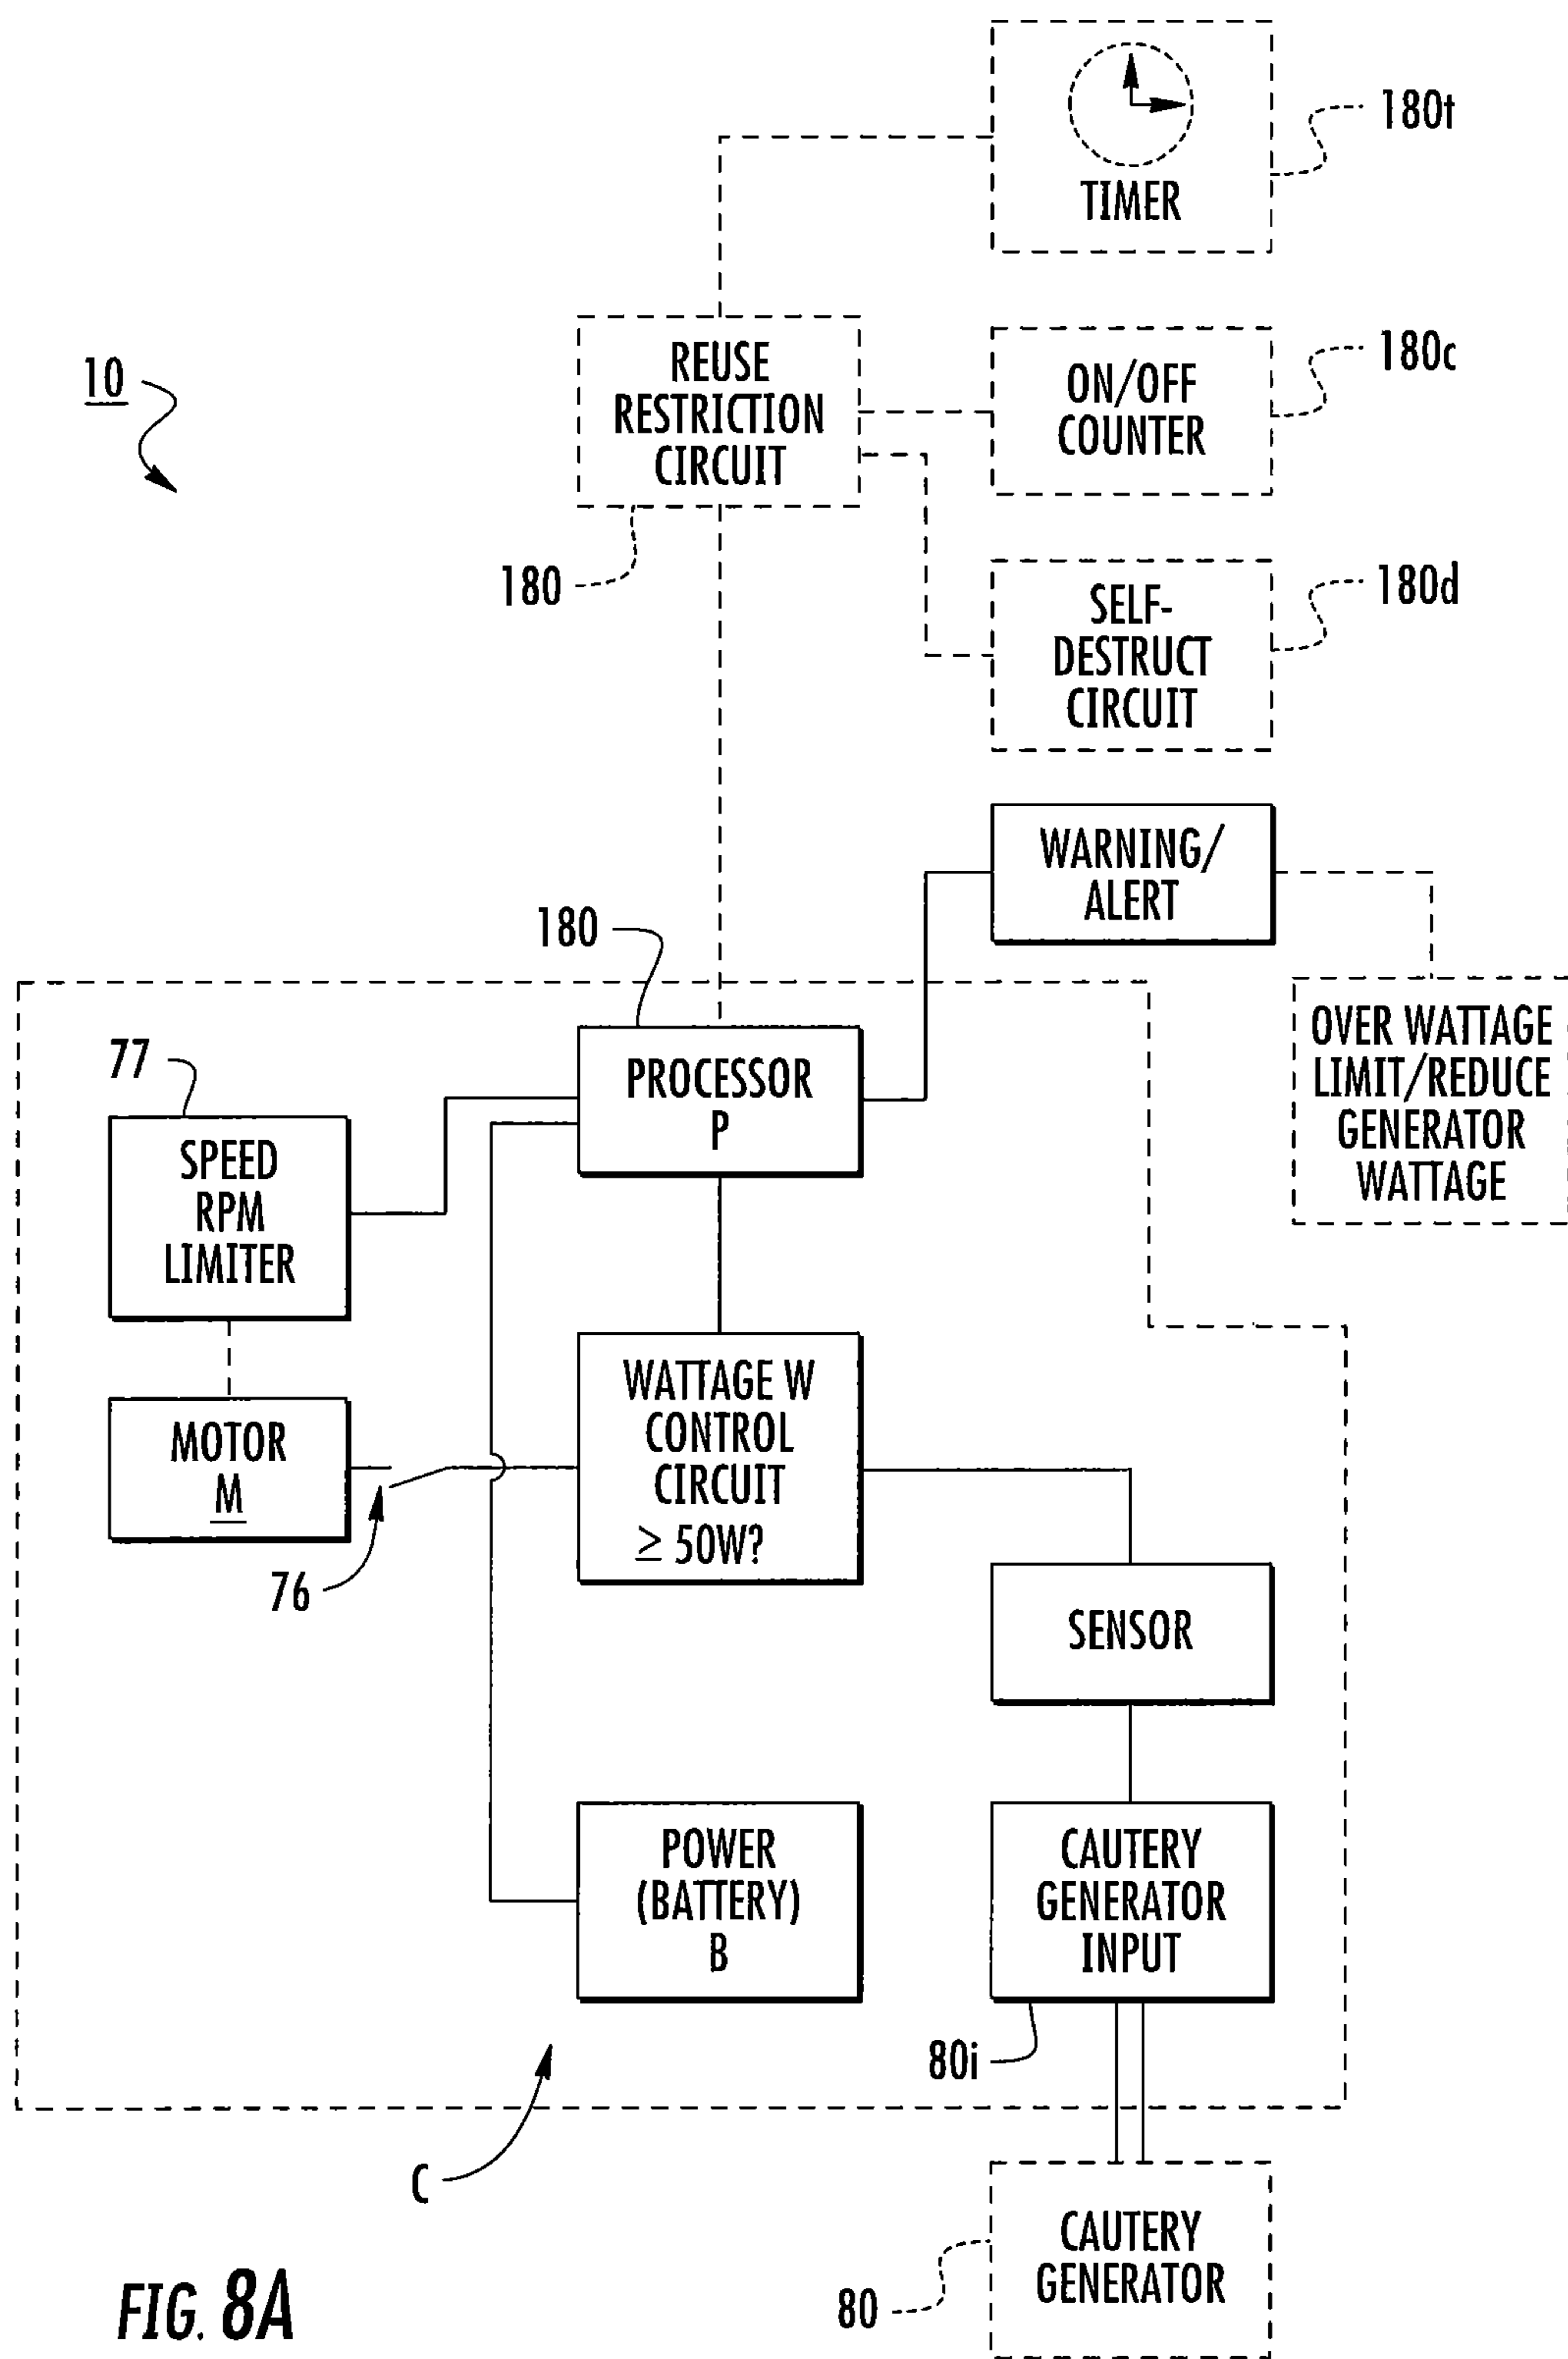 TIMER
180t
10
REUSE
RESTRICTION
CIRCUIT
180
ON/OFF
COUNTER
180c
SELF-
DESTRUCT
CIRCUIT
180d
WARNING/
ALERT
180
OVER WATTAGE
LIMIT/REDUCE
GENERATOR
WATTAGE
PROCESSOR
P
77
SPEED
RPM
LIMITER
WATTAGE W
CONTROL
CIRCUIT
≥ 50W?
MOTOR
M
76
SENSOR
POWER
(BATTERY)
B
CAUTERY
GENERATOR
INPUT
80i
C
CAUTERY
GENERATOR
80
FIG. 8A